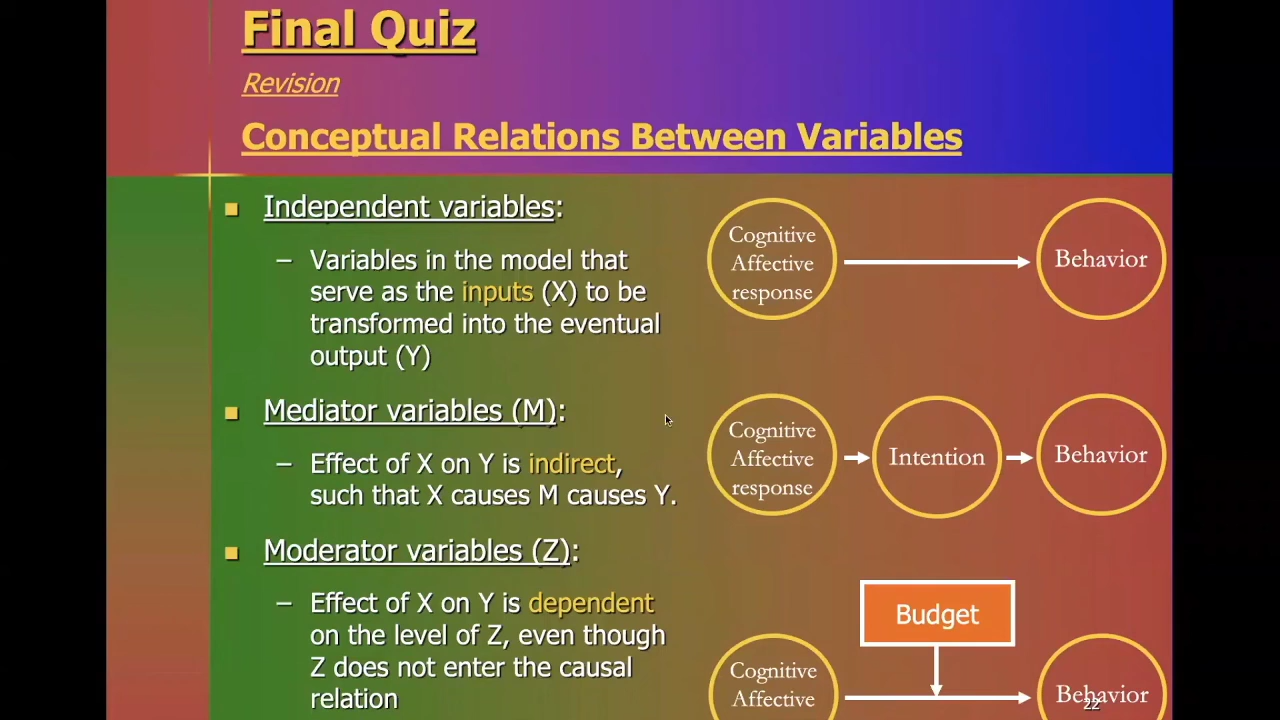 Final Quiz
Revision
Conceptual Relations Between Variables
Independent variables:
– Variables in the model that
serve as the inputs (X) to be
transformed into the eventual
output (Y)
Cognitive
Affective
response
Behavior
Mediator variables (M):
– Effect of X on Y is indirect,
such that X causes M causes Y.
Cognitive
Affective
response
Intention
Behavior
Moderator variables (Z):
– Effect of X on Y is dependent
on the level of Z, even though
Z does not enter the causal
relation
Budget
Cognitive
Affective
Behavior
22